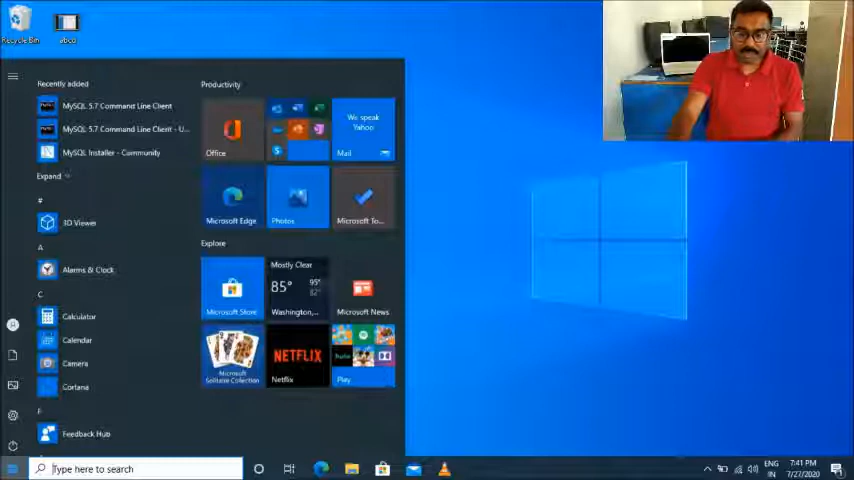 Recycle Bin
abco
Recently added
MySQL 5.7 Command Line Client
MySQL 5.7 Command Line Client - U...
MySQL Installer - Community
Expand
#
3D Viewer
A
Alarms & Clock
C
Calculator
Calendar
Camera
Cortana
F
Feedback Hub
Productivity
Office
We speak
Yahoo
Mail
Microsoft Edge
Photos
Microsoft To...
Explore
Microsoft Store
Mostly Clear
85°
95°
82°
Washington,...
Microsoft News
Microsoft
Solitaire Collection
NETFLIX
Netflix
hulu
Play
Type here to search
ENG
IN
7:41 PM
7/27/2020